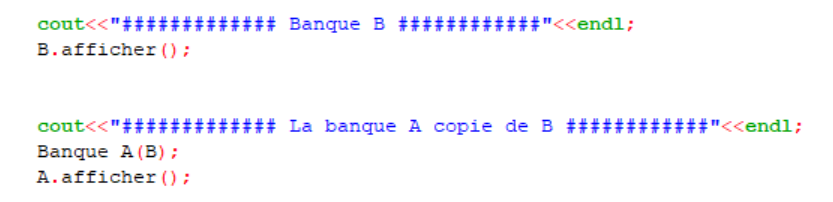 cout<<"############# Banque B ############"<<endl;
B.afficher();
cout<<"############# La banque A copie de B ############"<<endl;
Banque A(B);
A.afficher();